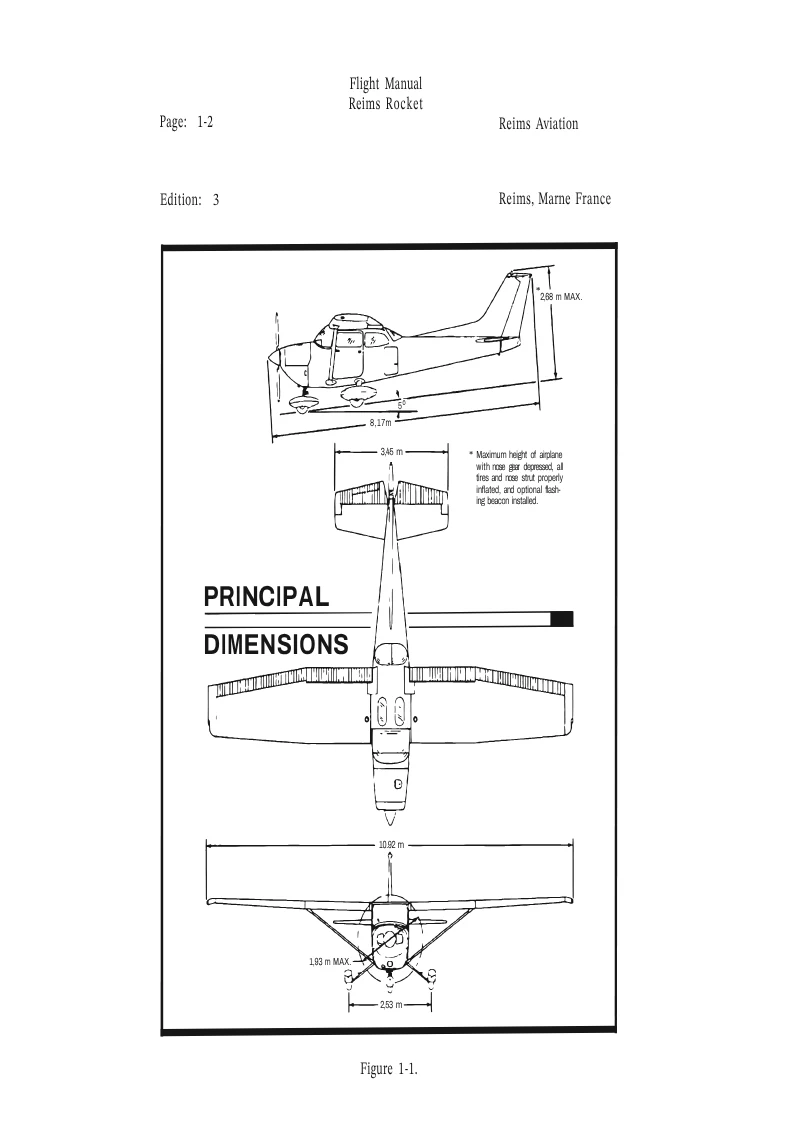 Flight Manual
Reims Rocket
Page: 1-2
Reims Aviation
Edition: 3
Reims, Marne France
* 2,68 m MAX.
5°
8,17m
3,45 m
* Maximum height of airplane
with nose gear depressed, all
tires and nose strut properly
inflated, and optional flash-
ing beacon installed.
PRINCIPAL
DIMENSIONS
10.92 m
1,93 m MAX.
2,53 m
Figure 1-1.